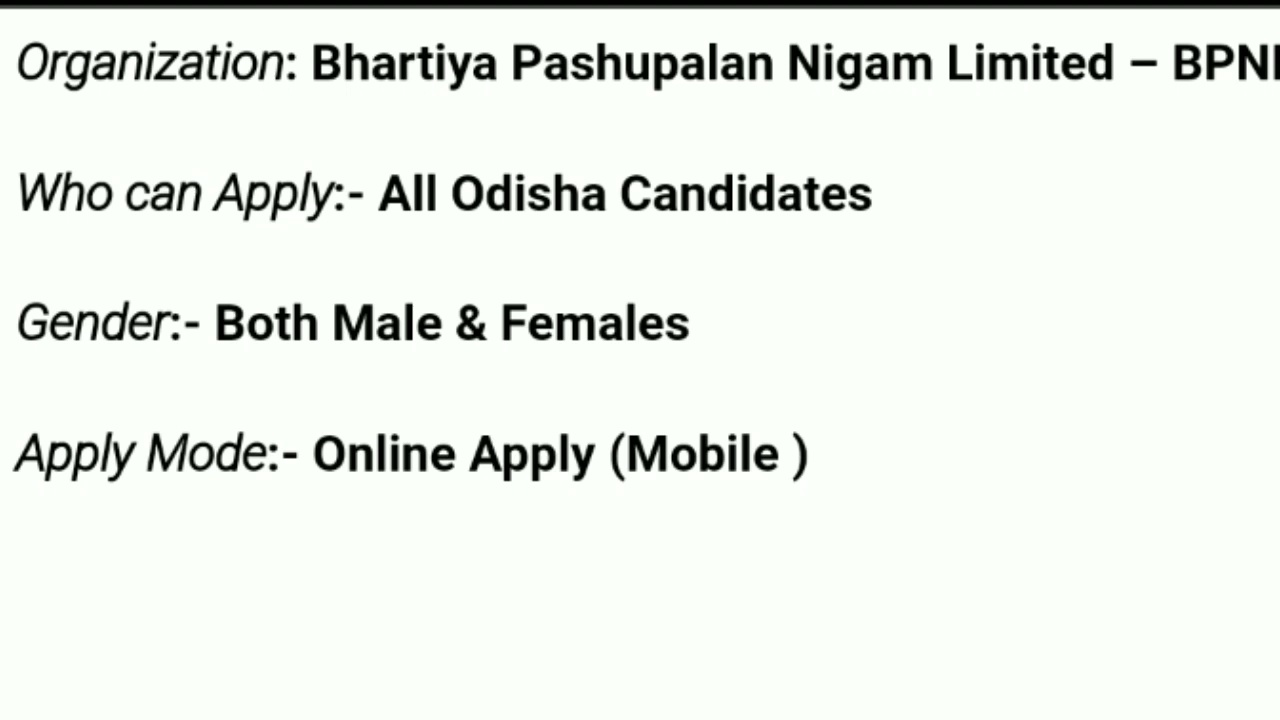 Organization: Bhartiya Pashupalan Nigam Limited – BPN
Who can Apply:- All Odisha Candidates
Gender:- Both Male & Females
Apply Mode:- Online Apply (Mobile )